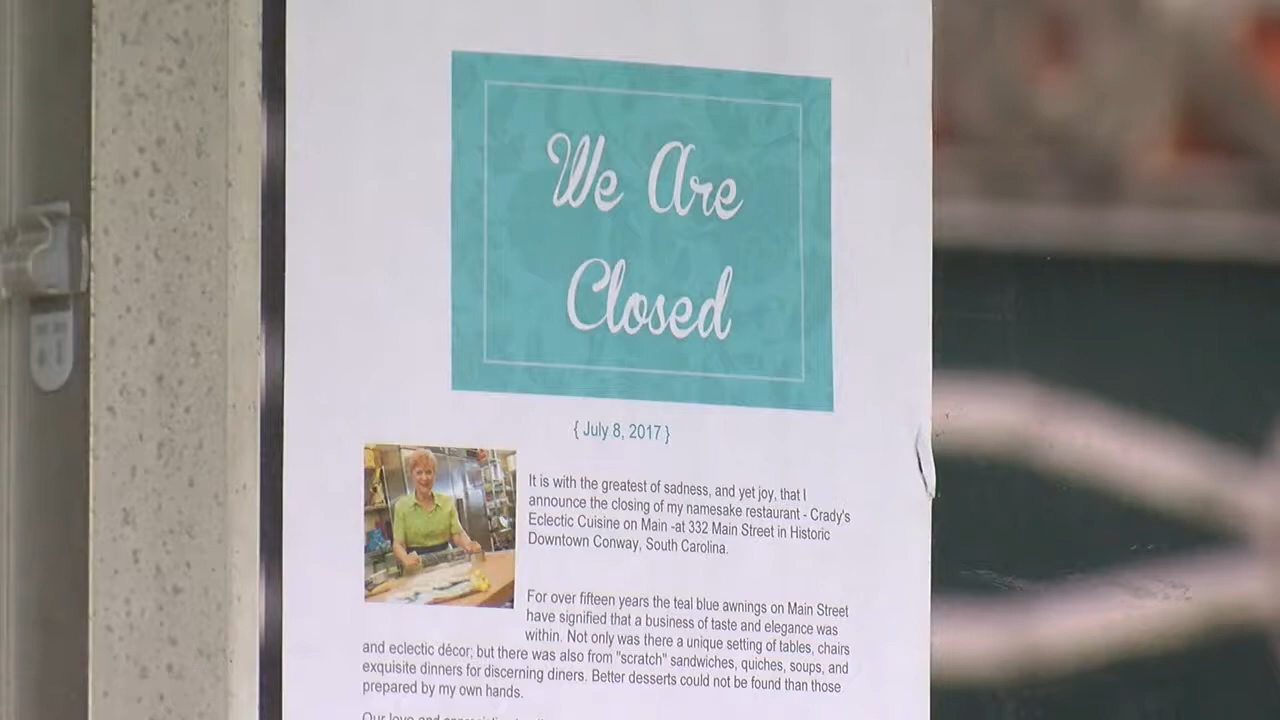 We Are
Closed
{ July 8, 2017 }
It is with the greatest of sadness, and yet joy, that I
announce the closing of my namesake restaurant - Crady's
Eclectic Cuisine on Main -at 332 Main Street in Historic
Downtown Conway, South Carolina.
For over fifteen years the teal blue awnings on Main Street
have signified that a business of taste and elegance was
within. Not only was there a unique setting of tables, chairs
and eclectic décor; but there was also from "scratch" sandwiches, quiches, soups, and
exquisite dinners for discerning diners. Better desserts could not be found than those
prepared by my own hands.
Our love and